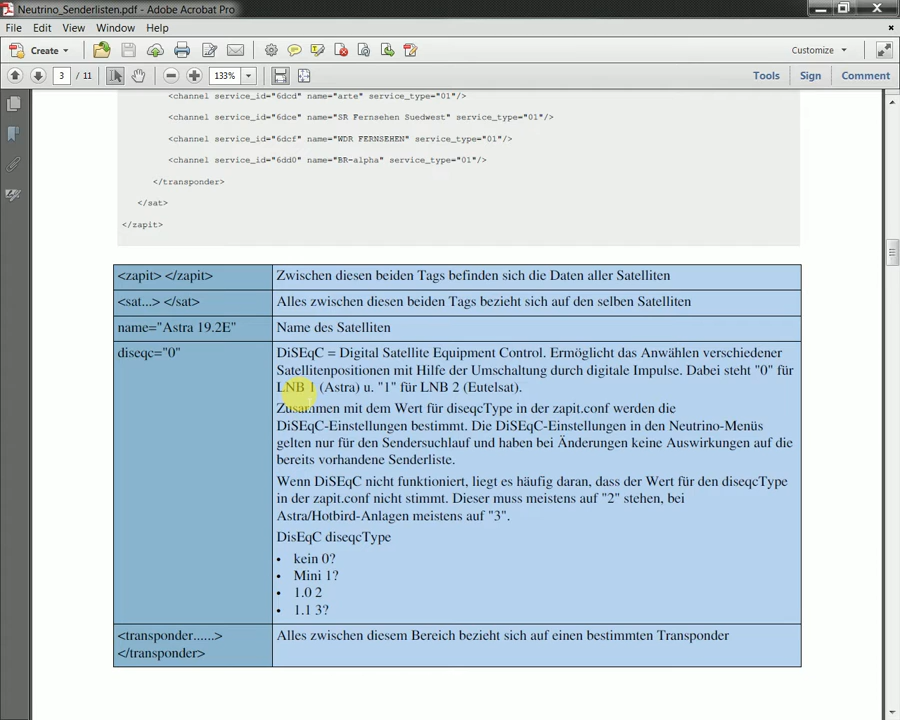 Neutrino_Senderlisten.pdf - Adobe Acrobat Pro
File Edit View Window Help
Create
Customize
3 / 11
133%
Tools Sign Comment
<channel service_id="6dcd" name="arte" service_type="01"/>
<channel service_id="6dce" name="SR Fernsehen Suedwest" service_type="01"/>
<channel service_id="6dcf" name="WDR FERNSEHEN" service_type="01"/>
<channel service_id="6dd0" name="BR-alpha" service_type="01"/>
</transponder>
</sat>
</zapit>
<zapit> </zapit> Zwischen diesen beiden Tags befinden sich die Daten aller Satelliten
<sat...> </sat> Alles zwischen diesen beiden Tags bezieht sich auf den selben Satelliten
name="Astra 19.2E" Name des Satelliten
diseqc="0" DiSEqC = Digital Satellite Equipment Control. Ermöglicht das Anwählen verschiedener
Satellitenpositionen mit Hilfe der Umschaltung durch digitale Impulse. Dabei steht "0" für
LNB 1 (Astra) u. "1" für LNB 2 (Eutelsat).
Zusammen mit dem Wert für diseqcType in der zapit.conf werden die
DiSEqC-Einstellungen bestimmt. Die DiSEqC-Einstellungen in den Neutrino-Menüs
gelten nur für den Sendersuchlauf und haben bei Änderungen keine Auswirkungen auf die
bereits vorhandene Senderliste.
Wenn DiSEqC nicht funktioniert, liegt es häufig daran, dass der Wert für den diseqcType
in der zapit.conf nicht stimmt. Dieser muss meistens auf "2" stehen, bei
Astra/Hotbird-Anlagen meistens auf "3".
DisEqC diseqcType
• kein 0?
• Mini 1?
• 1.0 2
• 1.1 3?
<transponder......> Alles zwischen diesem Bereich bezieht sich auf einen bestimmten Transponder
</transponder>